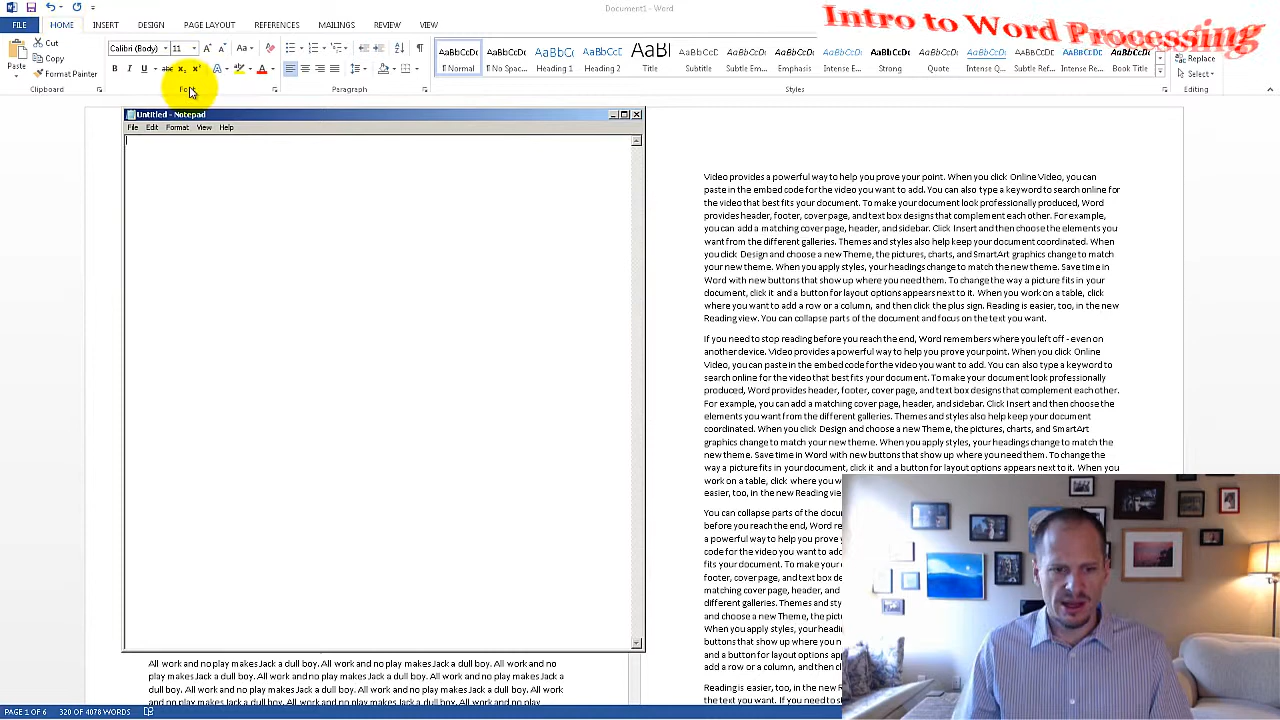 Document1 - Word
Intro to Word Processing
FILE HOME INSERT DESIGN PAGE LAYOUT REFERENCES MAILINGS REVIEW VIEW
Paste
Cut
Copy
Format Painter
Clipboard
Calibri (Body) 11
Font
Paragraph
AaBbCcDc AaBbCcDc AaBbCc AaBbCcC AaBl AaBbCcC AaBbCcDc AaBbCcDc AaBbCcDc AaBbCcDc AaBbCcDc AaBbCcDc AaBbCcDc AaBbCcDc
¶ Normal ¶ No Spac... Heading 1 Heading 2 Title Subtitle Subtle Em... Emphasis Intense E... Strong Quote Intense Q... Subtle Ref... Intense Re... Book Title
Styles
Replace
Select
Editing
Untitled - Notepad
File Edit Format View Help
Video provides a powerful way to help you prove your point. When you click Online Video, you can
paste in the embed code for the video you want to add. You can also type a keyword to search online for
the video that best fits your document. To make your document look professionally produced, Word
provides header, footer, cover page, and text box designs that complement each other. For example,
you can add a matching cover page, header, and sidebar. Click Insert and then choose the elements you
want from the different galleries. Themes and styles also help keep your document coordinated. When
you click Design and choose a new Theme, the pictures, charts, and SmartArt graphics change to match
your new theme. When you apply styles, your headings change to match the new theme. Save time in
Word with new buttons that show up where you need them. To change the way a picture fits in your
document, click it and a button for layout options appears next to it. When you work on a table, click
where you want to add a row or a column, and then click the plus sign. Reading is easier, too, in the new
Reading view. You can collapse parts of the document and focus on the text you want.
If you need to stop reading before you reach the end, Word remembers where you left off - even on
another device. Video provides a powerful way to help you prove your point. When you click Online
Video, you can paste in the embed code for the video you want to add. You can also type a keyword to
search online for the video that best fits your document. To make your document look professionally
produced, Word provides header, footer, cover page, and text box designs that complement each other.
For example, you can add a matching cover page, header, and sidebar. Click Insert and then choose the
elements you want from the different galleries. Themes and styles also help keep your document
coordinated. When you click Design and choose a new Theme, the pictures, charts, and SmartArt
graphics change to match your new theme. When you apply styles, your headings change to match the
new theme. Save time in Word with new buttons that show up where you need them. To change the
way a picture fits in your document, click it and a button for layout options appears next to it. When you
work on a table, click where you w
easier, too, in the new Reading view
You can collapse parts of the docu
before you reach the end, Word re
a powerful way to help you prove
code for the video you want to add
fits your document. To make your
footer, cover page, and text box d
matching cover page, header, and
different galleries. Themes and st
and choose a new Theme, the pict
When you apply styles, your headi
buttons that show up where you n
and a button for layout options ap
add a row or a column, and then cl
Reading is easier, too, in the new R
the text you want. If you need to s
All work and no play makes Jack a dull boy. All work and no play makes Jack a dull boy. All work and no
play makes Jack a dull boy. All work and no play makes Jack a dull boy. All work and no play makes Jack a
dull boy. All work and no play makes Jack a dull boy. All work and no play makes Jack a dull boy. All work
and no play makes Jack a dull boy. All work and no play makes Jack a dull boy. All work and no play
PAGE 1 OF 6 320 OF 4078 WORDS